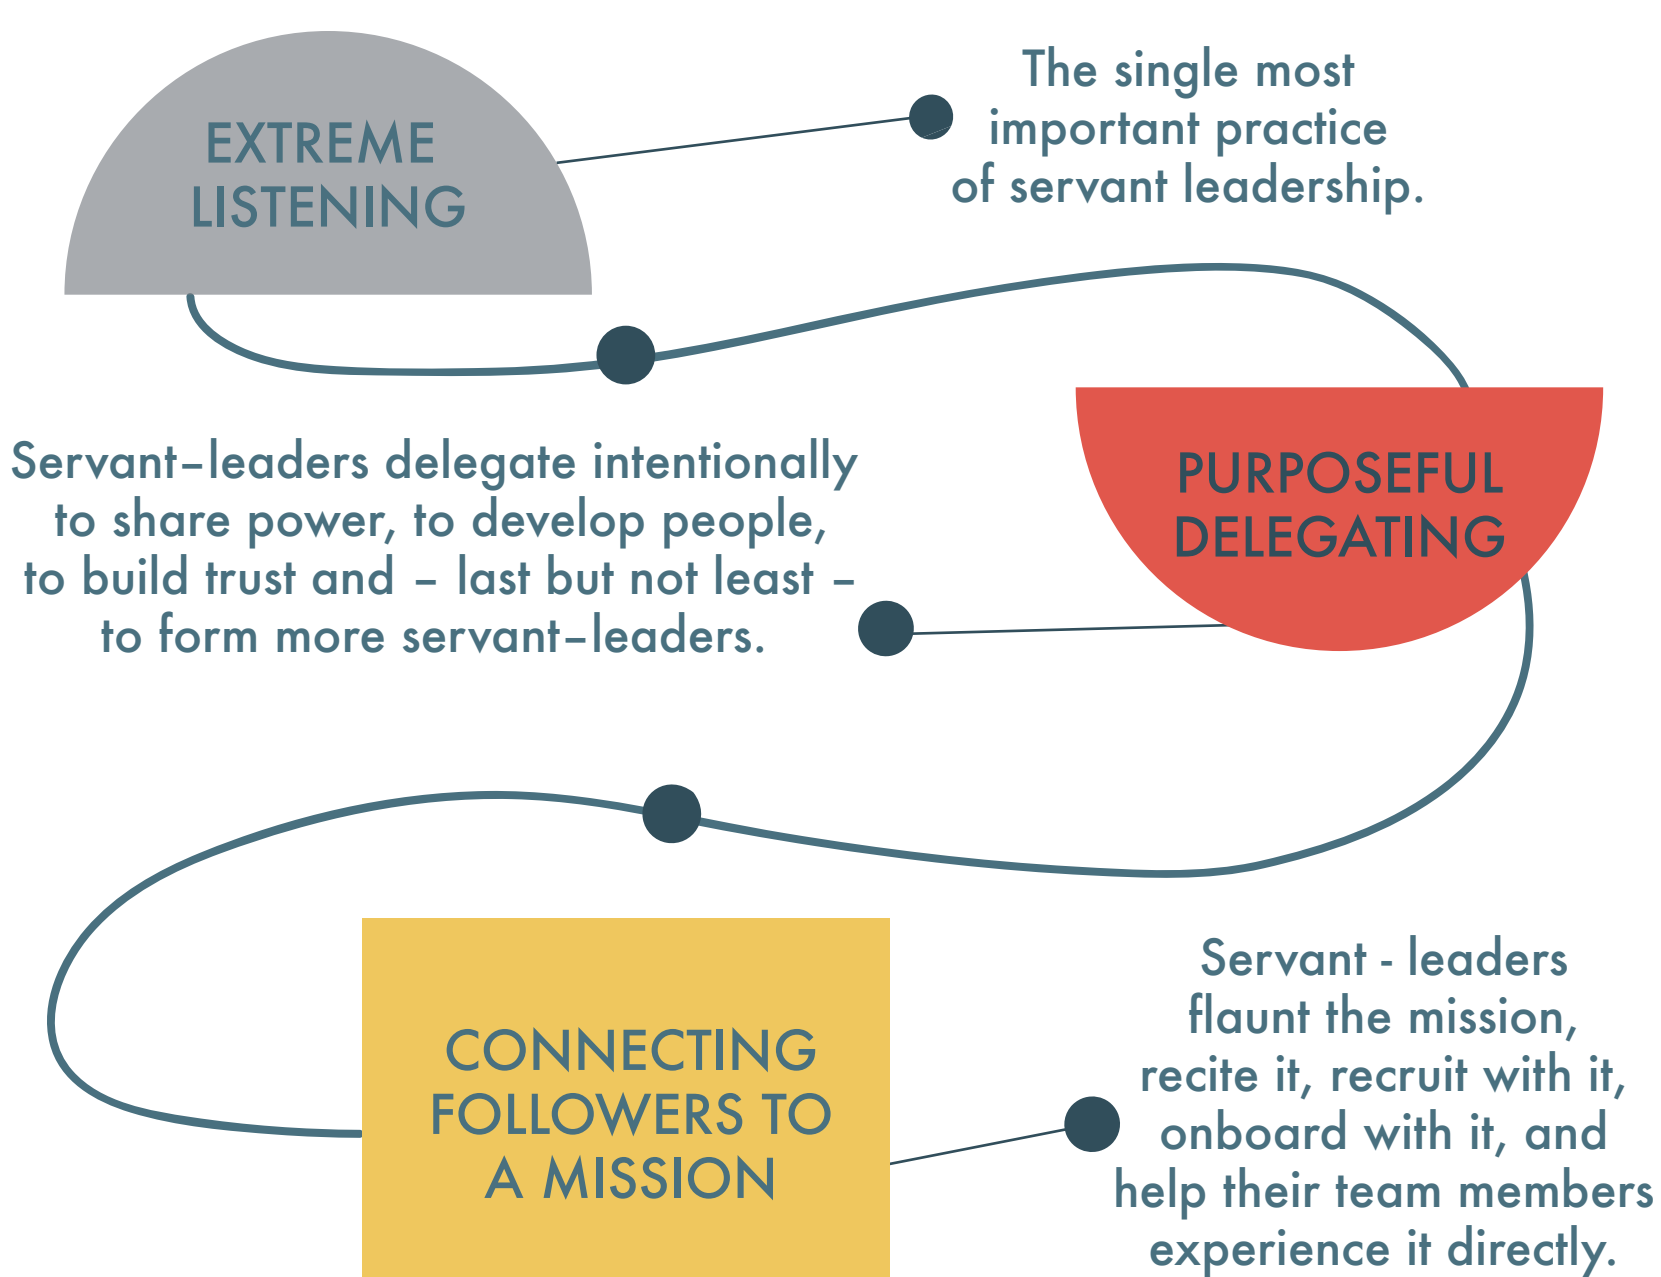 EXTREME
LISTENING
The single most
important practice
of servant leadership.
Servant–leaders delegate intentionally
to share power, to develop people,
to build trust and – last but not least –
to form more servant–leaders.
PURPOSEFUL
DELEGATING
CONNECTING
FOLLOWERS TO
A MISSION
Servant - leaders
flaunt the mission,
recite it, recruit with it,
onboard with it, and
help their team members
experience it directly.